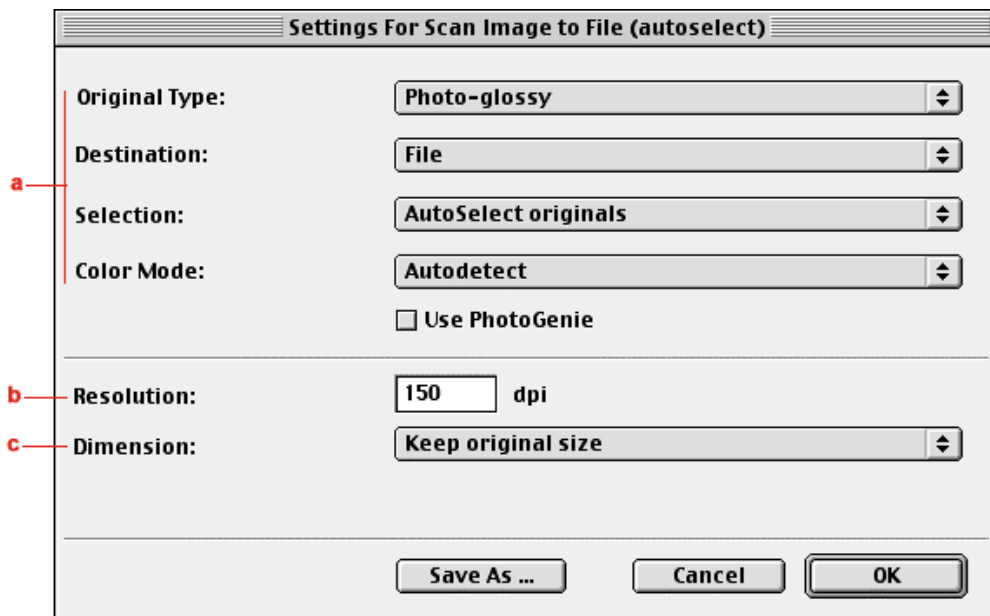 Settings For Scan Image to File (autoselect)
Original Type: Photo-glossy
Destination: File
a
Selection: AutoSelect originals
Color Mode: Autodetect
Use PhotoGenie
b Resolution: 150 dpi
c Dimension: Keep original size
Save As ... Cancel OK